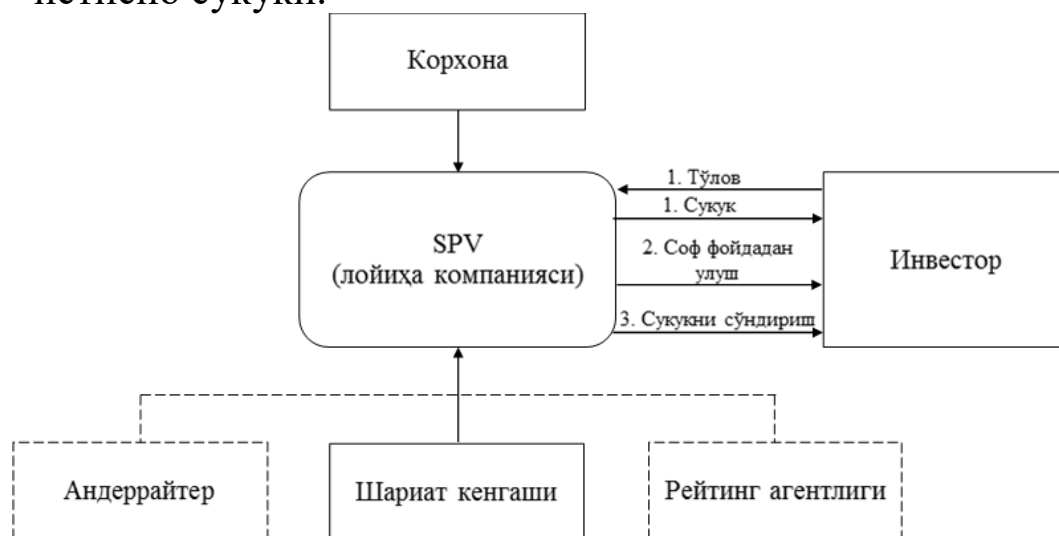 Корхона
1. Тўлов
1. Сукук
SPV
(лойиҳа компанияси)
2. Соф фойдадан
улуш
Инвестор
3. Сукукни сўндириш
Андеррайтер
Шариат кенгаши
Рейтинг агентлиги